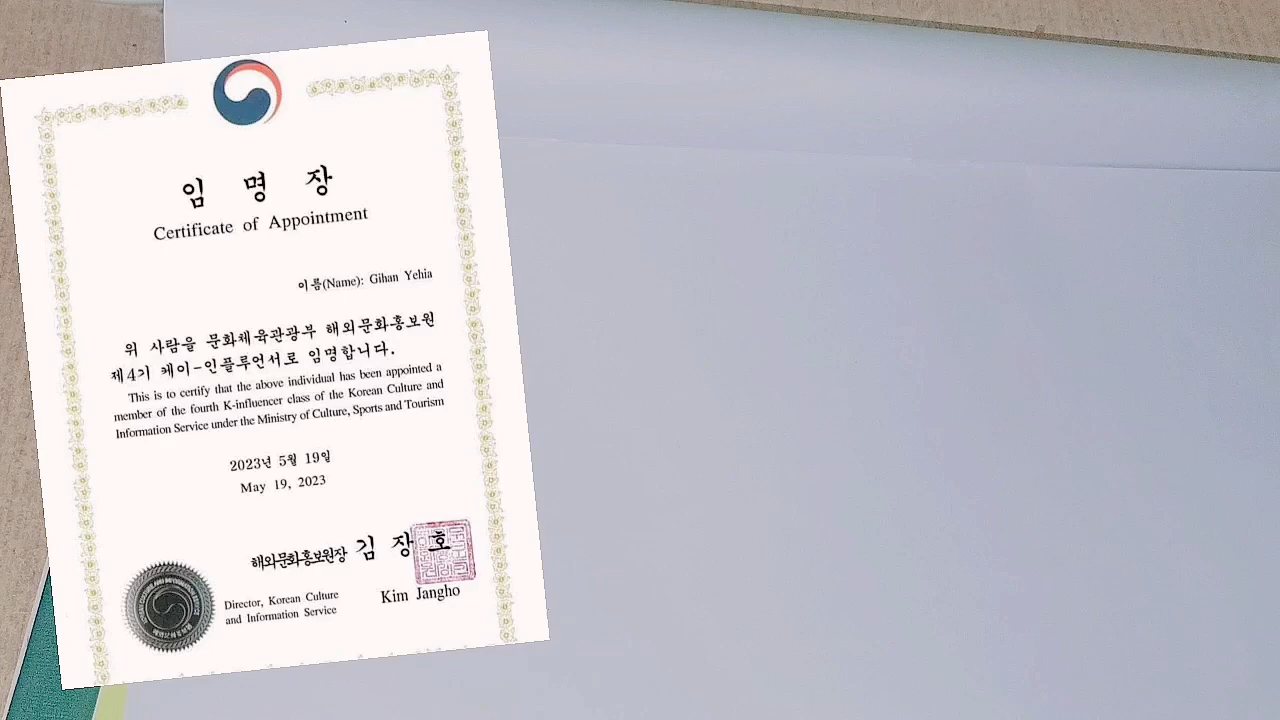 임 명 장
Certificate of Appointment
이름(Name): Gihan Yehia
위 사람을 문화체육관광부 해외문화홍보원
제4기 케이-인플루언서로 임명합니다.
This is to certify that the above individual has been appointed a
member of the fourth K-influencer class of the Korean Culture and
Information Service under the Ministry of Culture, Sports and Tourism
2023년 5월 19일
May 19, 2023
해외문화홍보원장 김 장 호
Director, Korean Culture
and Information Service
Kim Jangho